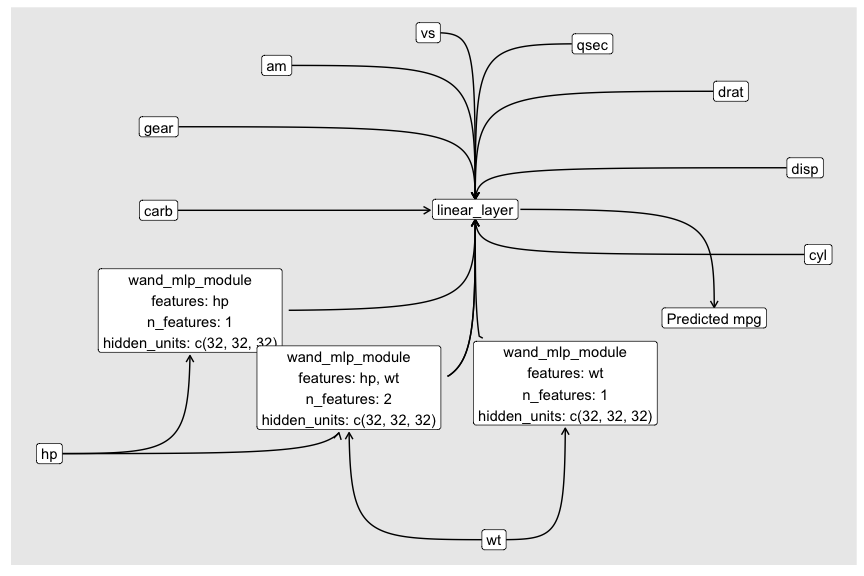 vs
qsec
am
drat
gear
disp
carb
linear_layer
cyl
wand_mlp_module
features: hp
n_features: 1
hidden_units: c(32, 32, 32)
Predicted mpg
wand_mlp_module
features: hp, wt
n_features: 2
hidden_units: c(32, 32, 32)
wand_mlp_module
features: wt
n_features: 1
hidden_units: c(32, 32, 32)
hp
wt